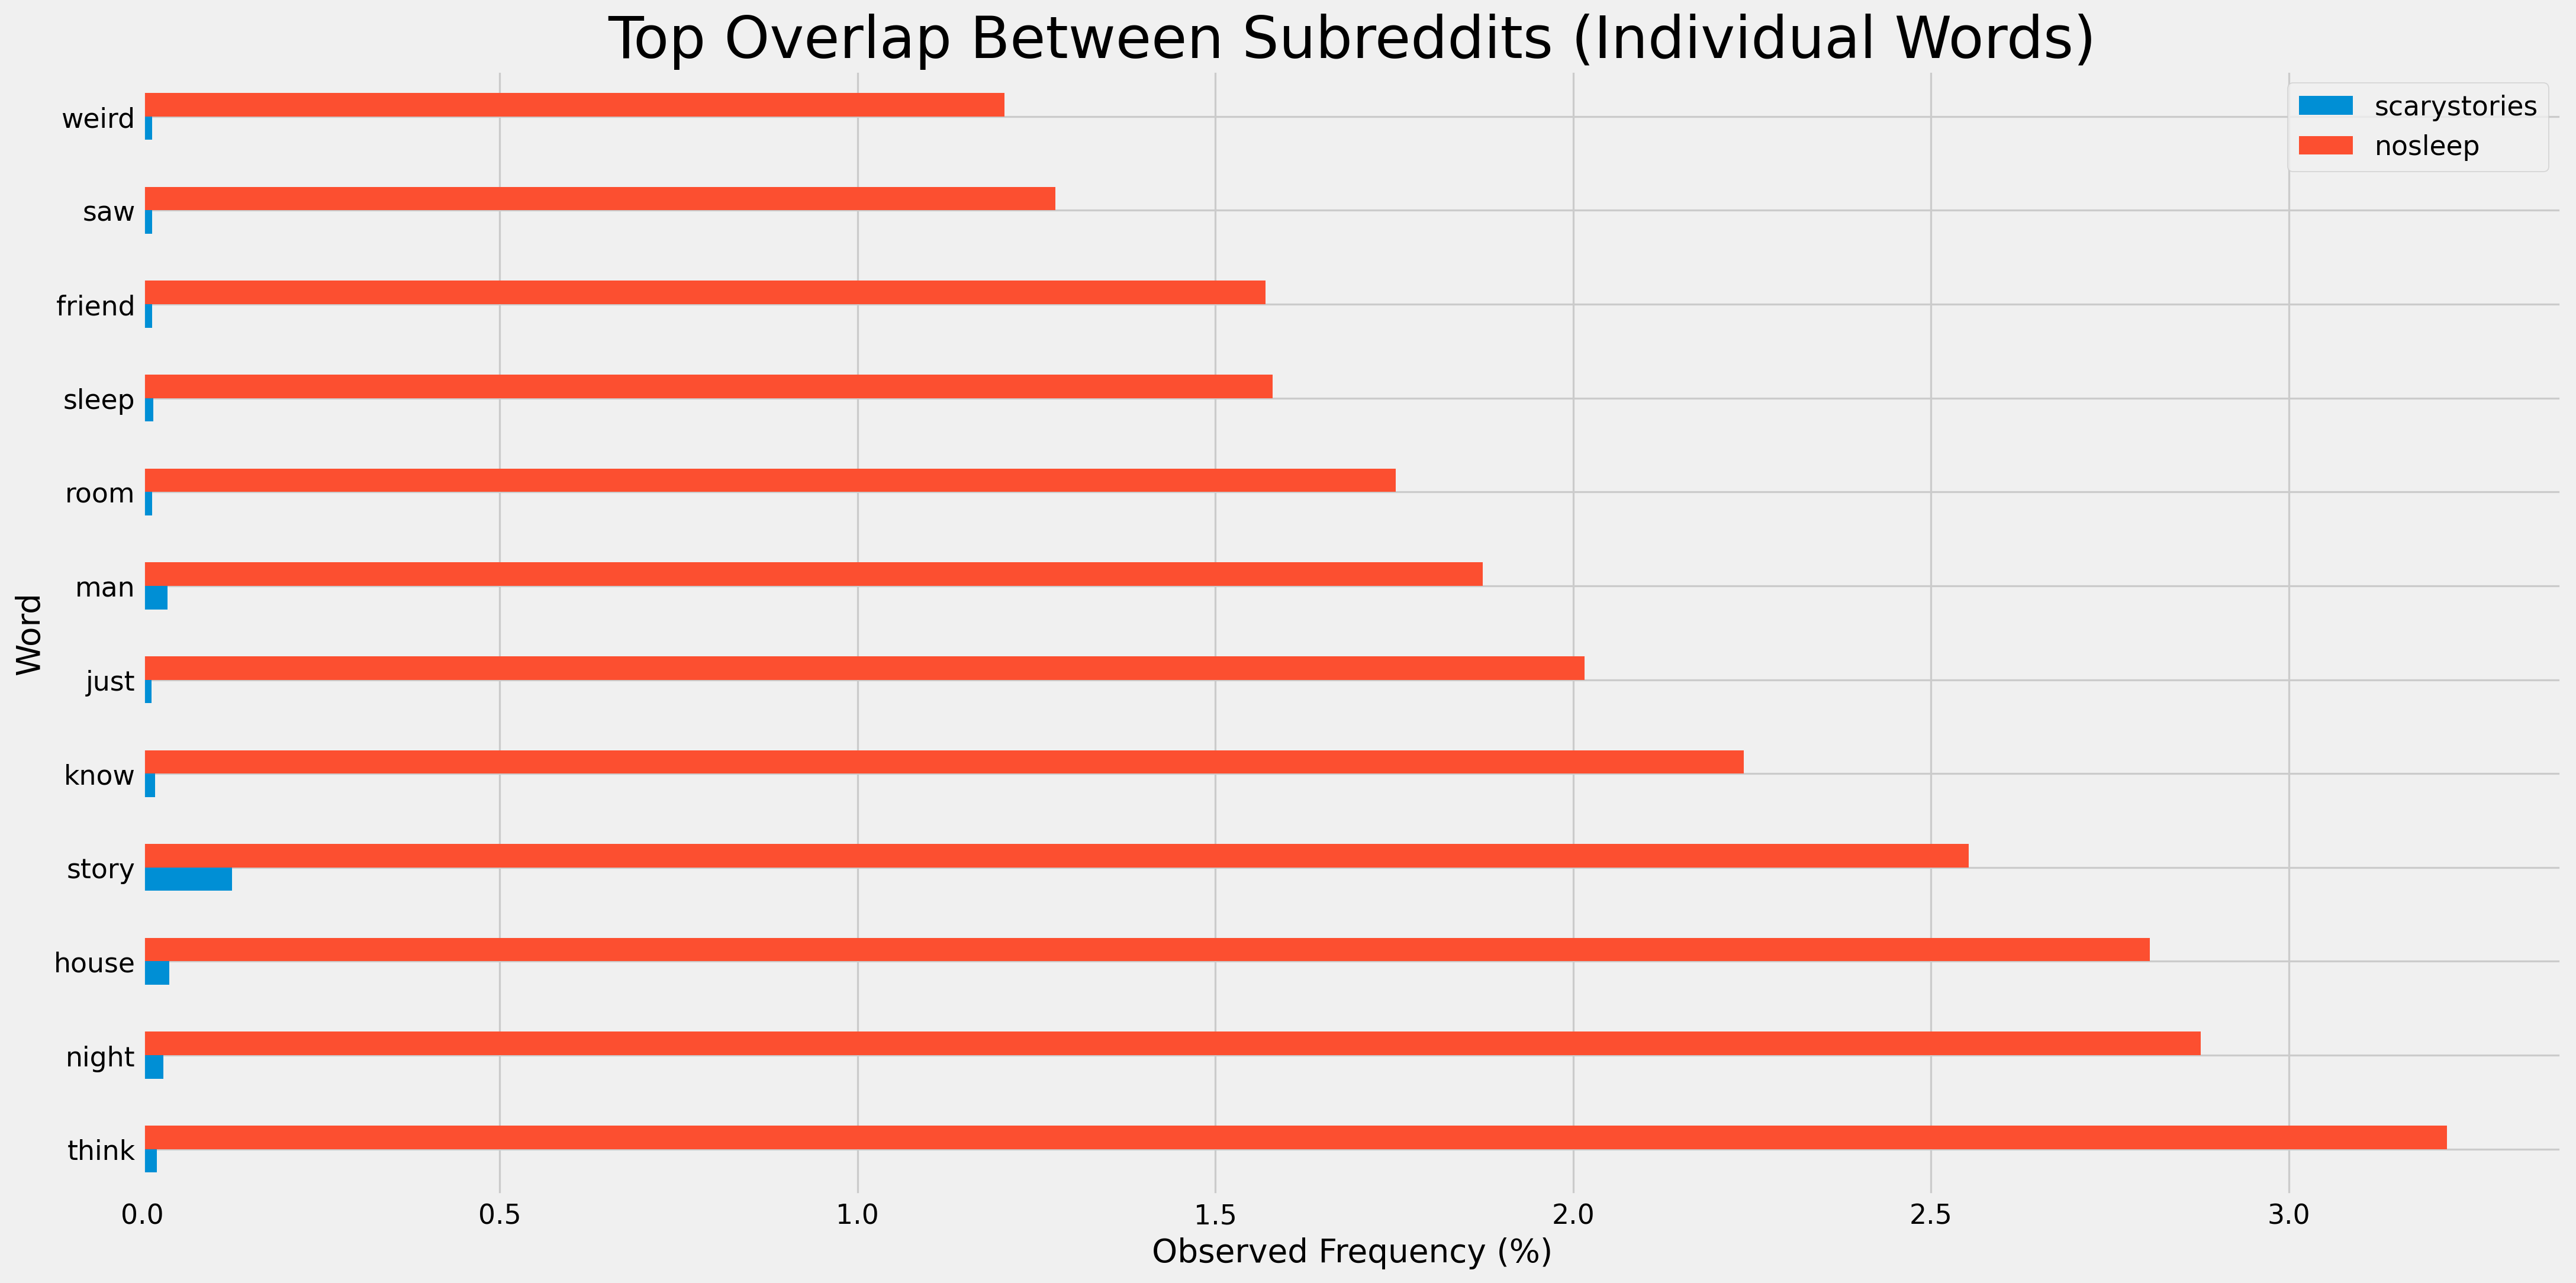 Top Overlap Between Subreddits (Individual Words)
scarystories
nosleep
weird
saw
friend
sleep
room
man
just
know
story
house
night
think
Word
0.0 0.5 1.0 1.5 2.0 2.5 3.0
Observed Frequency (%)